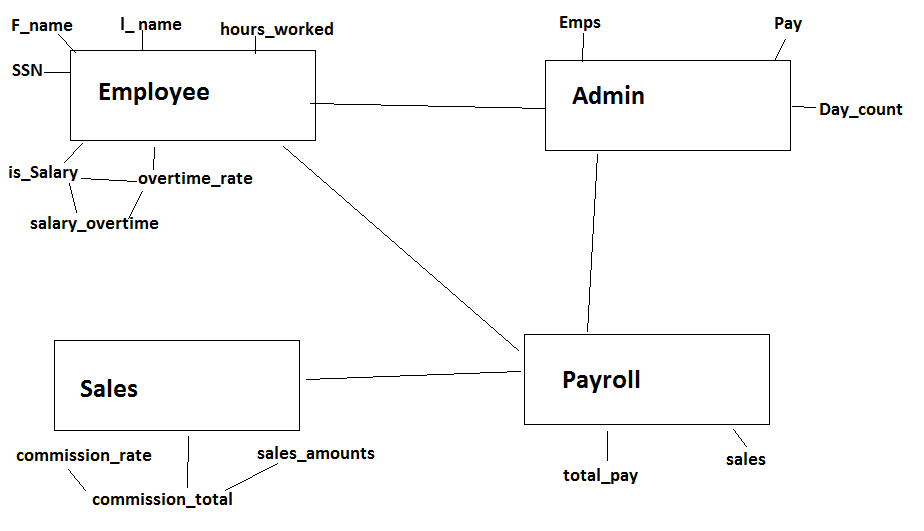 F_name
l_ name
hours_worked
Emps
Pay
SSN
Employee
Admin
Day_count
is_Salary
overtime_rate
salary_overtime
Sales
Payroll
commission_rate
sales_amounts
sales
total_pay
commission_total